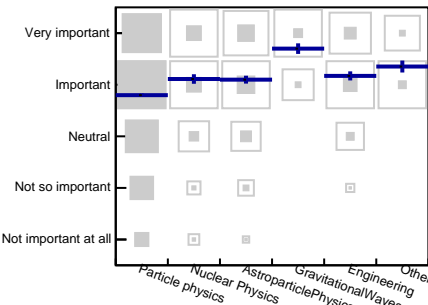 Very important
Important
Neutral
Not so important
Not important at all
Particle physics
Nuclear Physics
AstroparticlePhysics
GravitationalWaves
Engineering
Other